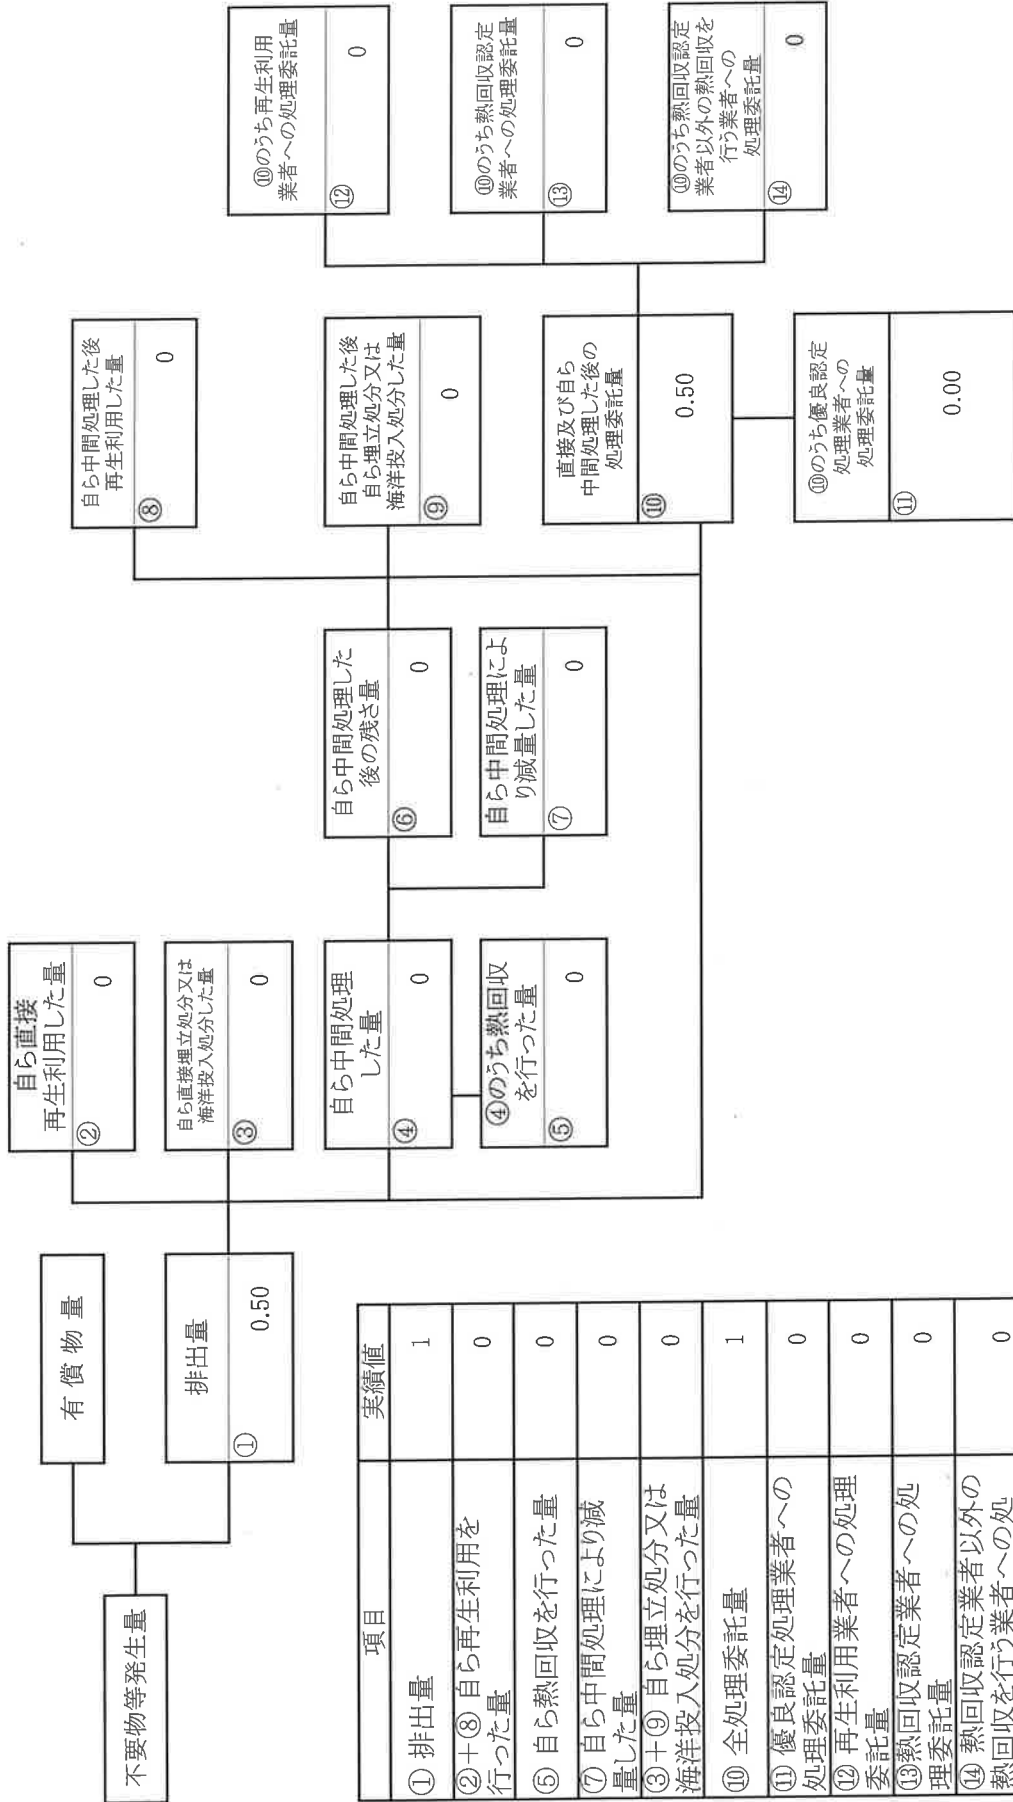 不要物等発生量
有償物量
排出量
①
0.50
自ら直接
再生利用した量
②
0
自ら直接埋立処分又は
海洋投入処分した量
③
0
自ら中間処理
した量
④
0
④のうち熱回収
を行った量
⑤
0
自ら中間処理した
後の残さ量
⑥
0
自ら中間処理によ
り減量した量
⑦
0
自ら中間処理した後
再生利用した量
⑧
0
自ら中間処理した後
自ら埋立処分又は
海洋投入処分した量
⑨
0
直接及び自ら
中間処理した後の
処理委託量
⑩
0.50
⑩のうち優良認定
処理業者への
処理委託量
⑪
0.00
⑩のうち再生利用
業者への処理委託量
⑫
0
⑩のうち熱回収認定
業者への処理委託量
⑬
0
⑩のうち熱回収認定
業者以外の熱回収を
行う業者への
処理委託量
⑭
0
項目 実績値
① 排出量 1
②+⑧ 自ら再生利用を
行った量 0
⑤ 自ら熱回収を行った量 0
⑦ 自ら中間処理により減
量した量 0
③+⑨ 自ら埋立処分又は
海洋投入処分を行った量 0
⑩ 全処理委託量 1
⑪ 優良認定処理業者への
処理委託量 0
⑫ 再生利用業者への処理
委託量 0
⑬熱回収認定業者への処
理委託量 0
⑭ 熱回収認定業者以外の
熱回収を行う業者への処 0